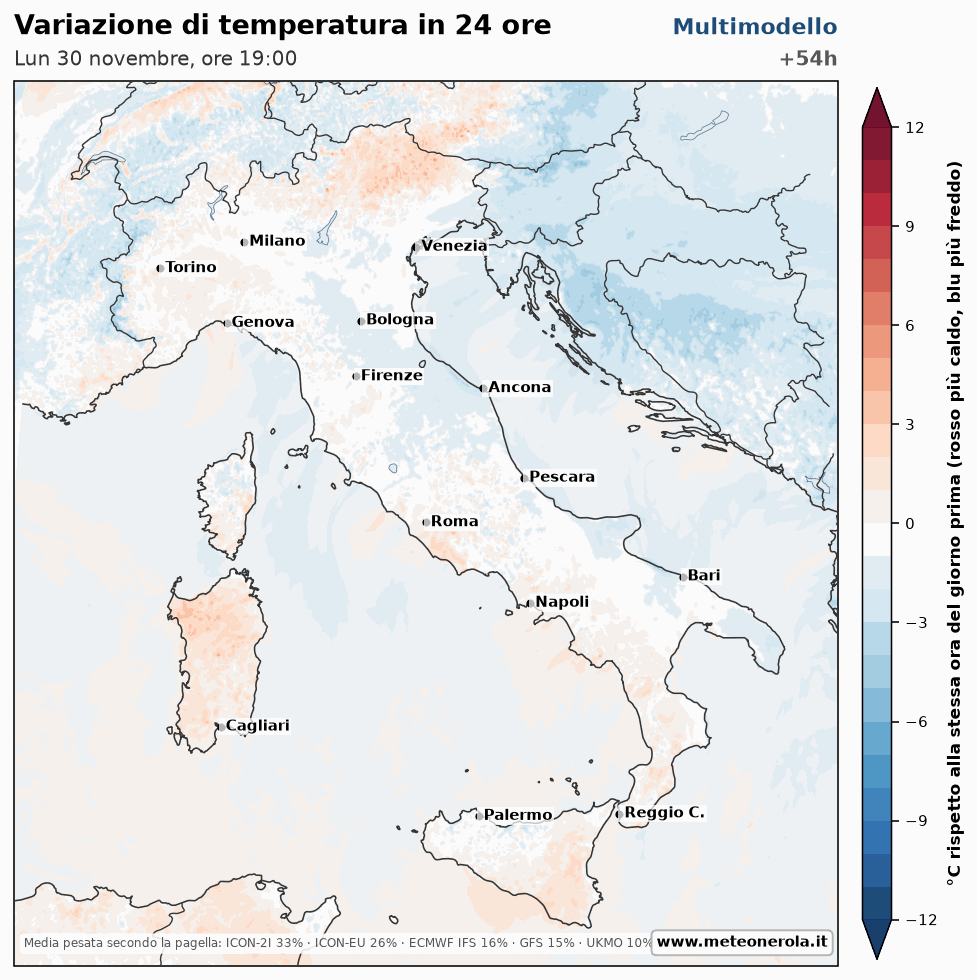 Variazione di temperatura in 24 ore
Multimodello
Lun 30 novembre, ore 19:00
+54h
Milano
Venezia
Torino
Genova
Bologna
Firenze
Ancona
Pescara
Roma
Bari
Napoli
Cagliari
Palermo
Reggio C.
12
9
6
3
0
−3
−6
−9
−12
°C rispetto alla stessa ora del giorno prima (rosso più caldo, blu più freddo)
Media pesata secondo la pagella: ICON-2I 33% · ICON-EU 26% · ECMWF IFS 16% · GFS 15% · UKMO 10%
www.meteonerola.it